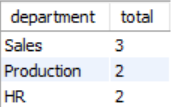 department total
Sales 3
Production 2
HR 2